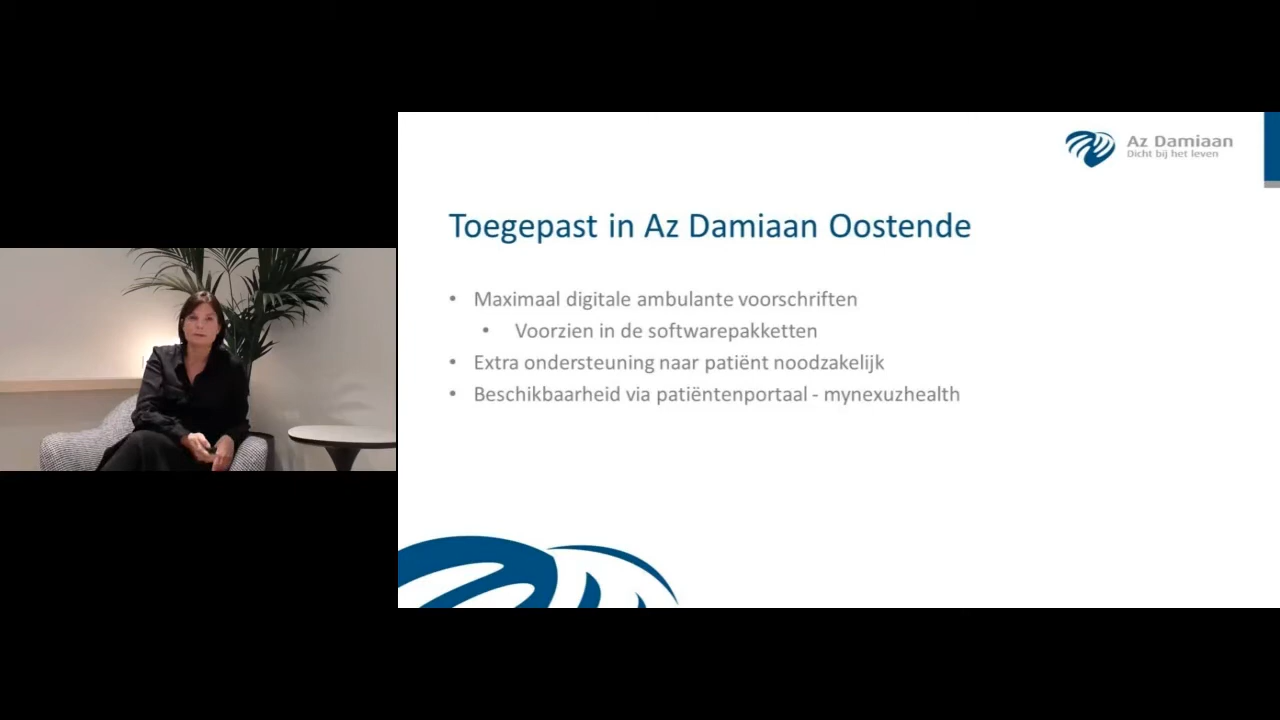 Az Damiaan
Dicht bij het leven
Toegepast in Az Damiaan Oostende
• Maximaal digitale ambulante voorschriften
• Voorzien in de softwarepakketten
• Extra ondersteuning naar patiënt noodzakelijk
• Beschikbaarheid via patiëntenportaal - mynexuzhealth